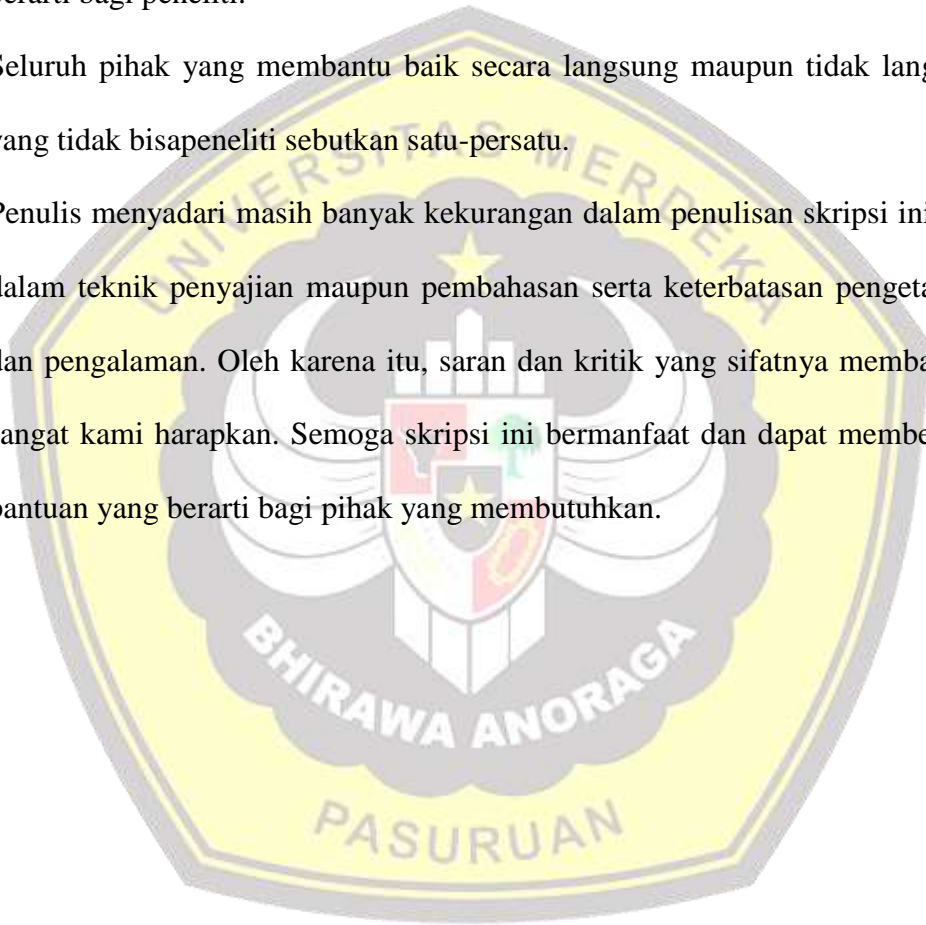 berarti bagi peneliti.
Seluruh pihak yang membantu baik secara langsung maupun tidak lang
yang tidak bisapeneliti sebutkan satu-persatu.
Penulis menyadari masih banyak kekurangan dalam penulisan skripsi ini
dalam teknik penyajian maupun pembahasan serta keterbatasan pengeta
dan pengalaman. Oleh karena itu, saran dan kritik yang sifatnya memba
sangat kami harapkan. Semoga skripsi ini bermanfaat dan dapat membe
bantuan yang berarti bagi pihak yang membutuhkan.
UNIVERSITAS MERDEKA
BHIRAWA ANORAGA
PASURUAN